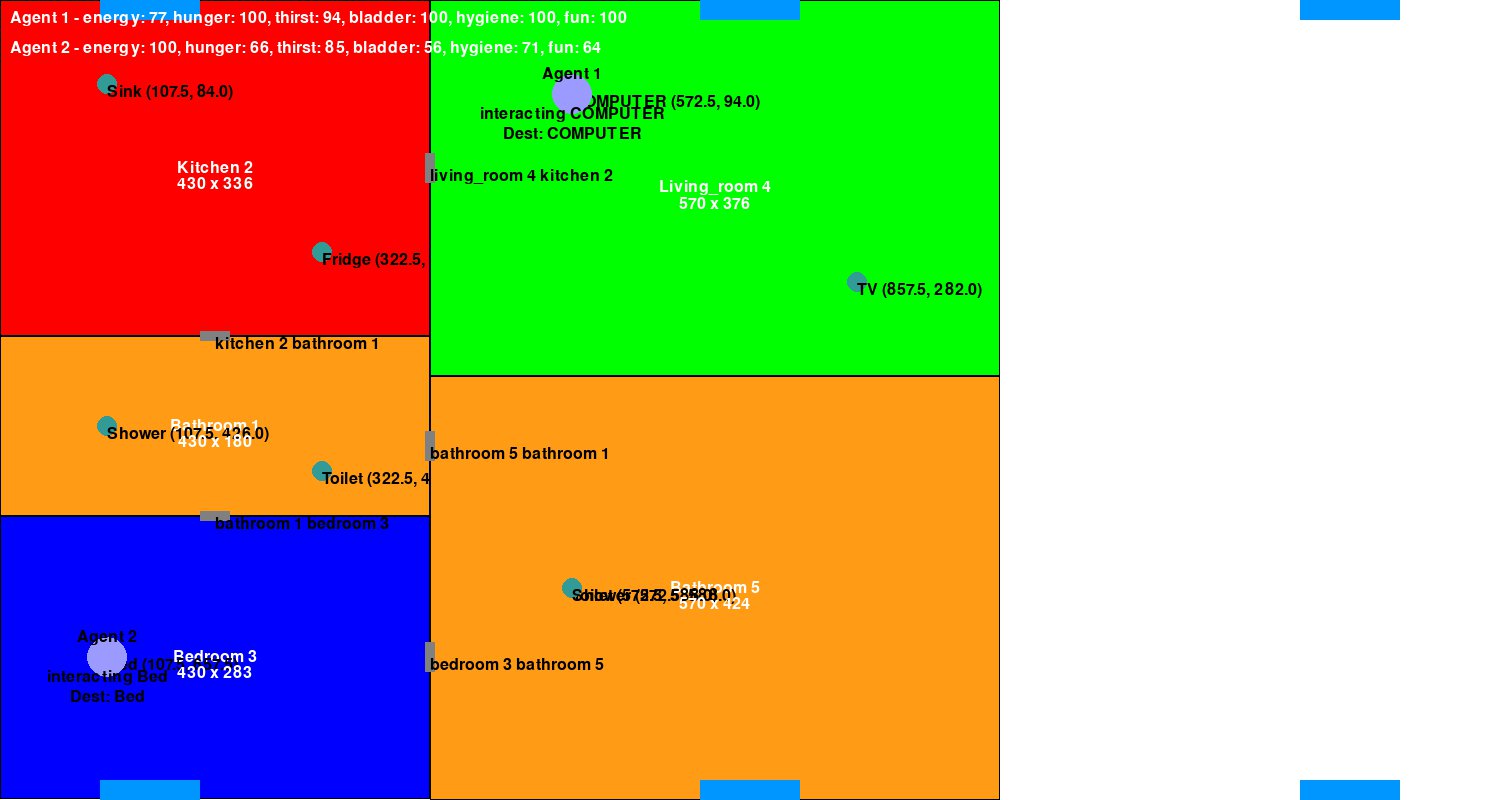 Agent 1 - energy: 77, hunger: 100, thirst: 94, bladder: 100, hygiene: 100, fun: 100
Agent 2 - energy: 100, hunger: 66, thirst: 85, bladder: 56, hygiene: 71, fun: 64
Agent 1
Sink (107.5, 84.0)
COMPUTER (572.5, 94.0)
interacting COMPUTER
Dest: COMPUTER
Kitchen 2
430 x 336
living_room 4 kitchen 2
Living_room 4
570 x 376
Fridge (322.5,
TV (857.5, 282.0)
kitchen 2 bathroom 1
Bathroom 1
Shower (107.5, 426.0)
430 x 180
bathroom 5 bathroom 1
Toilet (322.5, 4
bathroom 1 bedroom 3
Bathroom 5
570 x 424
Agent 2
Bedroom 3
430 x 283
interacting Bed
Dest: Bed
bedroom 3 bathroom 5